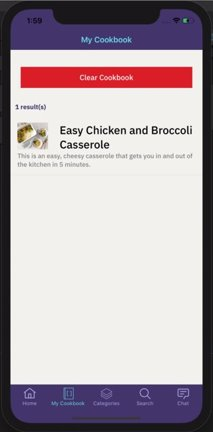 1:59
My Cookbook
Clear Cookbook
1 result(s)
Easy Chicken and Broccoli
Casserole
This is an easy, cheesy casserole that gets you in and out of
the kitchen in 5 minutes.
Home My Cookbook Categories Search Chat